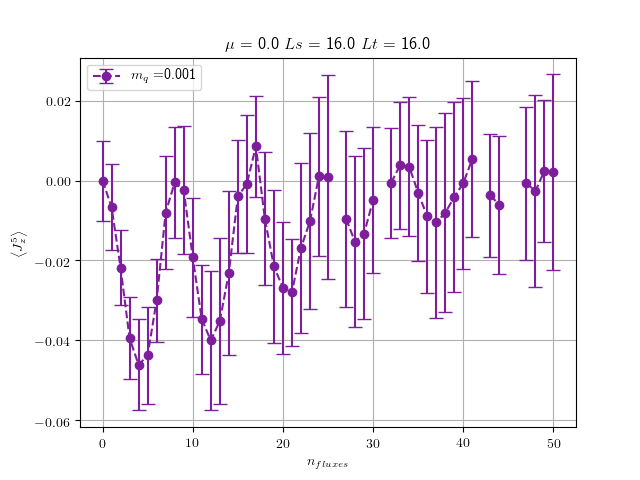 μ = 0.0 Ls = 16.0 Lt = 16.0
m_q =0.001
0.02
0.00
−0.02
−0.04
−0.06
⟨J_z^5⟩
0 10 20 30 40 50
n_fluxes